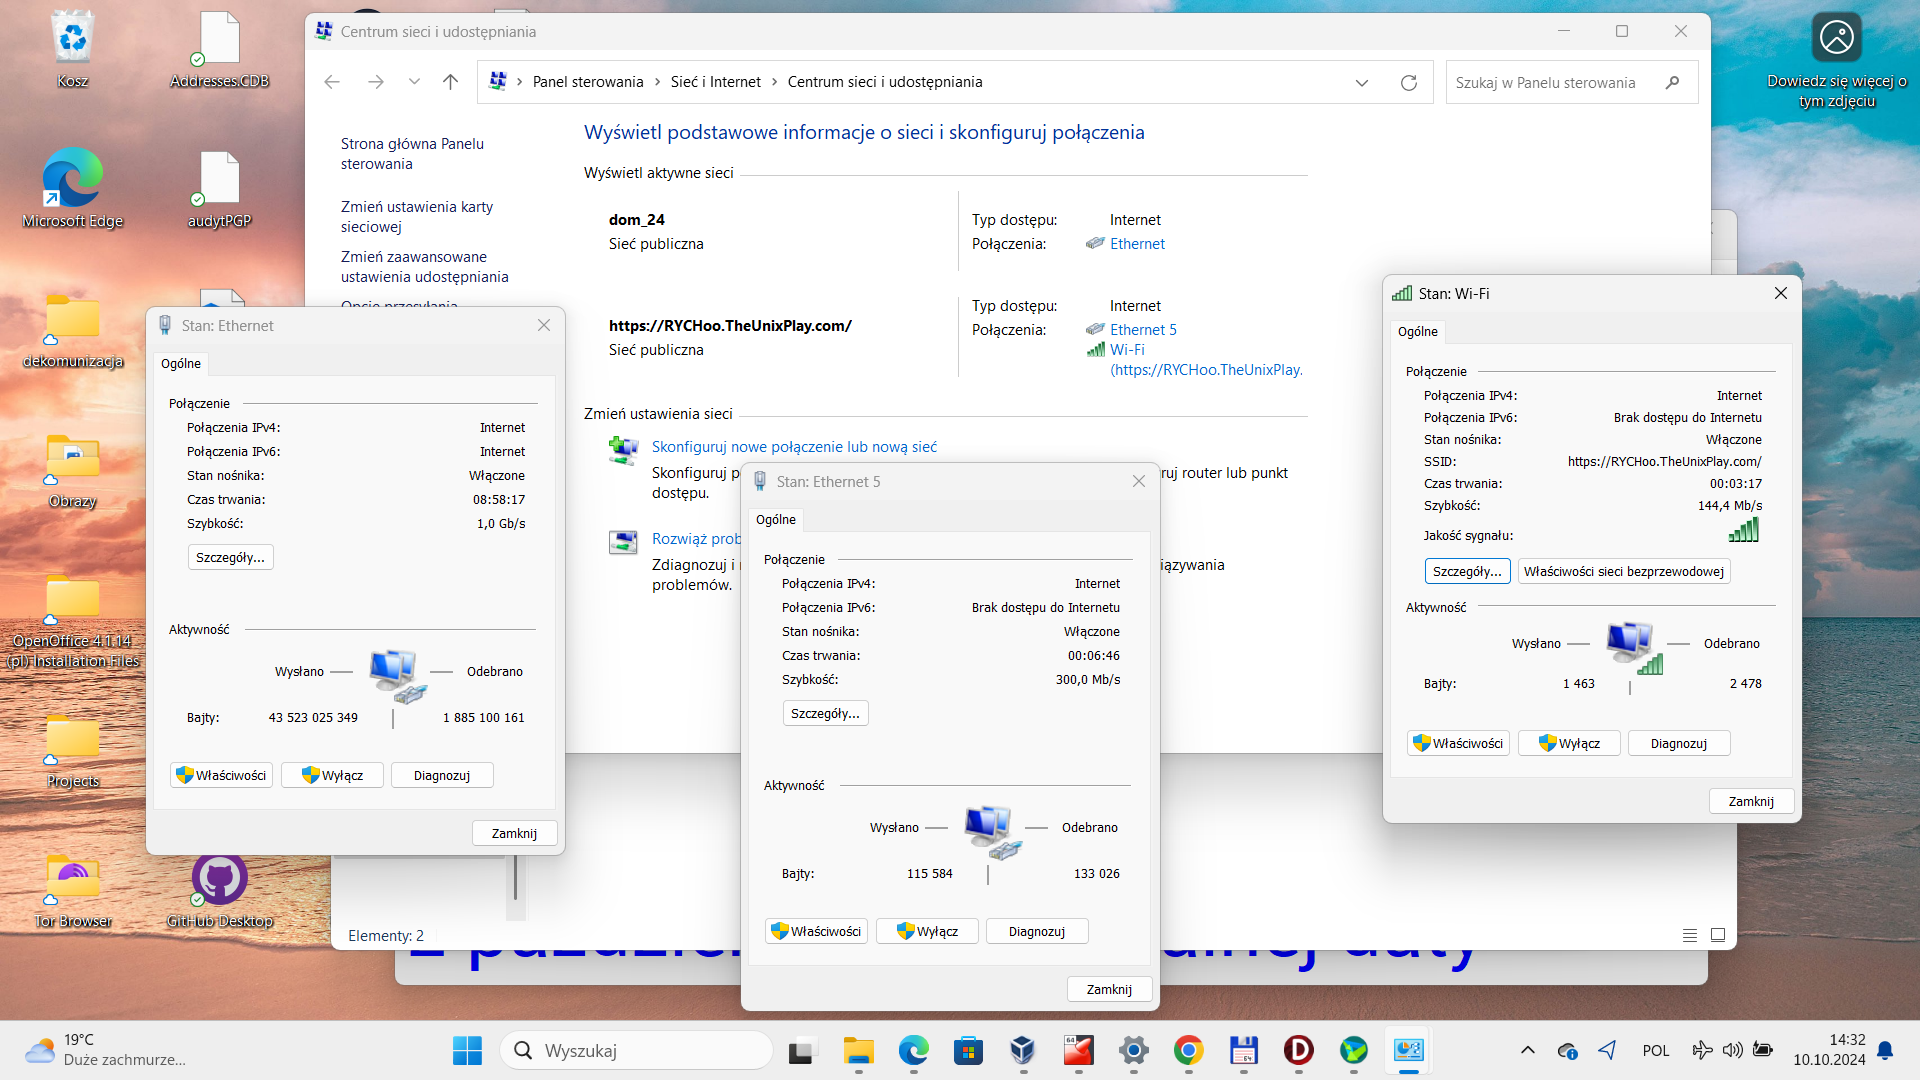 Kosz
Addresses.CDB
Microsoft Edge
audytPGP
dekomunizacja
Obrazy
OpenOffice 4.1.14
(pl) Installation Files
Projects
Tor Browser
GitHub Desktop
Dowiedz się więcej o
tym zdjęciu
Centrum sieci i udostępniania
Panel sterowania > Sieć i Internet > Centrum sieci i udostępniania
Szukaj w Panelu sterowania
Strona główna Panelu
sterowania
Zmień ustawienia karty
sieciowej
Zmień zaawansowane
ustawienia udostępniania
Opcje przesyłania
Wyświetl podstawowe informacje o sieci i skonfiguruj połączenia
Wyświetl aktywne sieci
dom_24
Sieć publiczna
Typ dostępu: Internet
Połączenia: Ethernet
https://RYCHoo.TheUnixPlay.com/
Sieć publiczna
Typ dostępu: Internet
Połączenia: Ethernet 5
Wi-Fi
(https://RYCHoo.TheUnixPlay.
Zmień ustawienia sieci
Skonfiguruj nowe połączenie lub nową sieć
Skonfiguruj p
ruj router lub punkt
dostępu.
Rozwiąż prob
Zdiagnozuj i
iązywania
problemów.
Stan: Ethernet
Ogólne
Połączenie
Połączenia IPv4: Internet
Połączenia IPv6: Internet
Stan nośnika: Włączone
Czas trwania: 08:58:17
Szybkość: 1,0 Gb/s
Szczegóły...
Aktywność
Wysłano — Odebrano
Bajty: 43 523 025 349 | 1 885 100 161
Właściwości Wyłącz Diagnozuj
Zamknij
Stan: Ethernet 5
Ogólne
Połączenie
Połączenia IPv4: Internet
Połączenia IPv6: Brak dostępu do Internetu
Stan nośnika: Włączone
Czas trwania: 00:06:46
Szybkość: 300,0 Mb/s
Szczegóły...
Aktywność
Wysłano — Odebrano
Bajty: 115 584 | 133 026
Właściwości Wyłącz Diagnozuj
Zamknij
Stan: Wi-Fi
Ogólne
Połączenie
Połączenia IPv4: Internet
Połączenia IPv6: Brak dostępu do Internetu
Stan nośnika: Włączone
SSID: https://RYCHoo.TheUnixPlay.com/
Czas trwania: 00:03:17
Szybkość: 144,4 Mb/s
Jakość sygnału:
Szczegóły... Właściwości sieci bezprzewodowej
Aktywność
Wysłano — Odebrano
Bajty: 1 463 | 2 478
Właściwości Wyłącz Diagnozuj
Zamknij
Elementy: 2
19°C
Duże zachmurze...
Wyszukaj
64
64
POL
14:32
10.10.2024